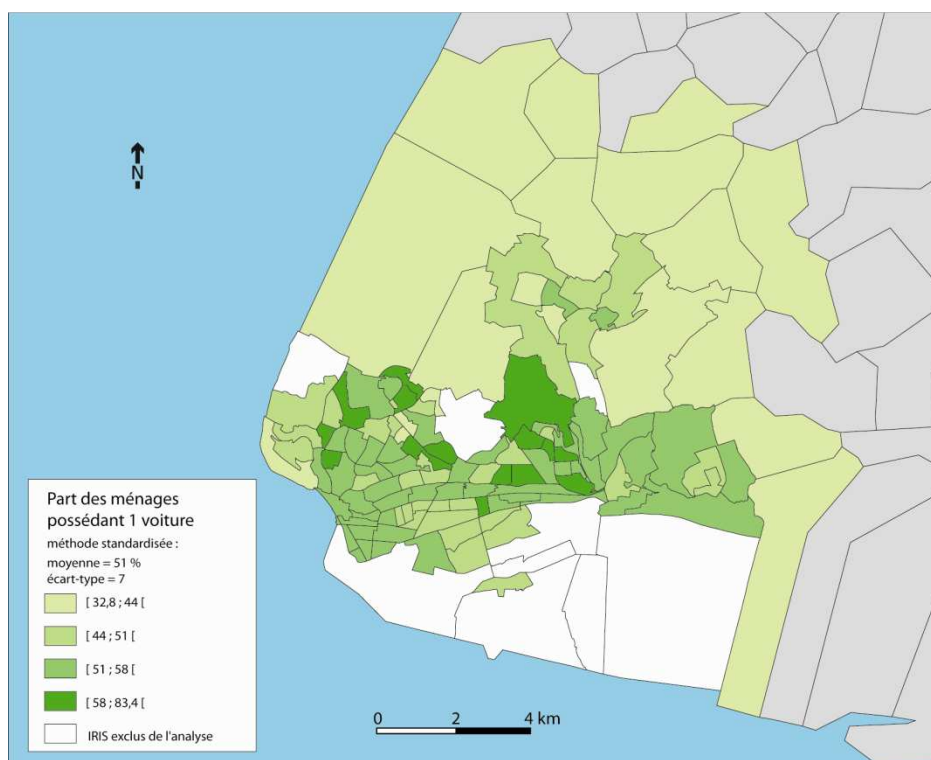 N
Part des ménages
possédant 1 voiture
méthode standardisée :
moyenne = 51 %
écart-type = 7
[ 32,8 ; 44 [
[ 44 ; 51 [
[ 51 ; 58 [
[ 58 ; 83,4 [
IRIS exclus de l'analyse
0 2 4 km